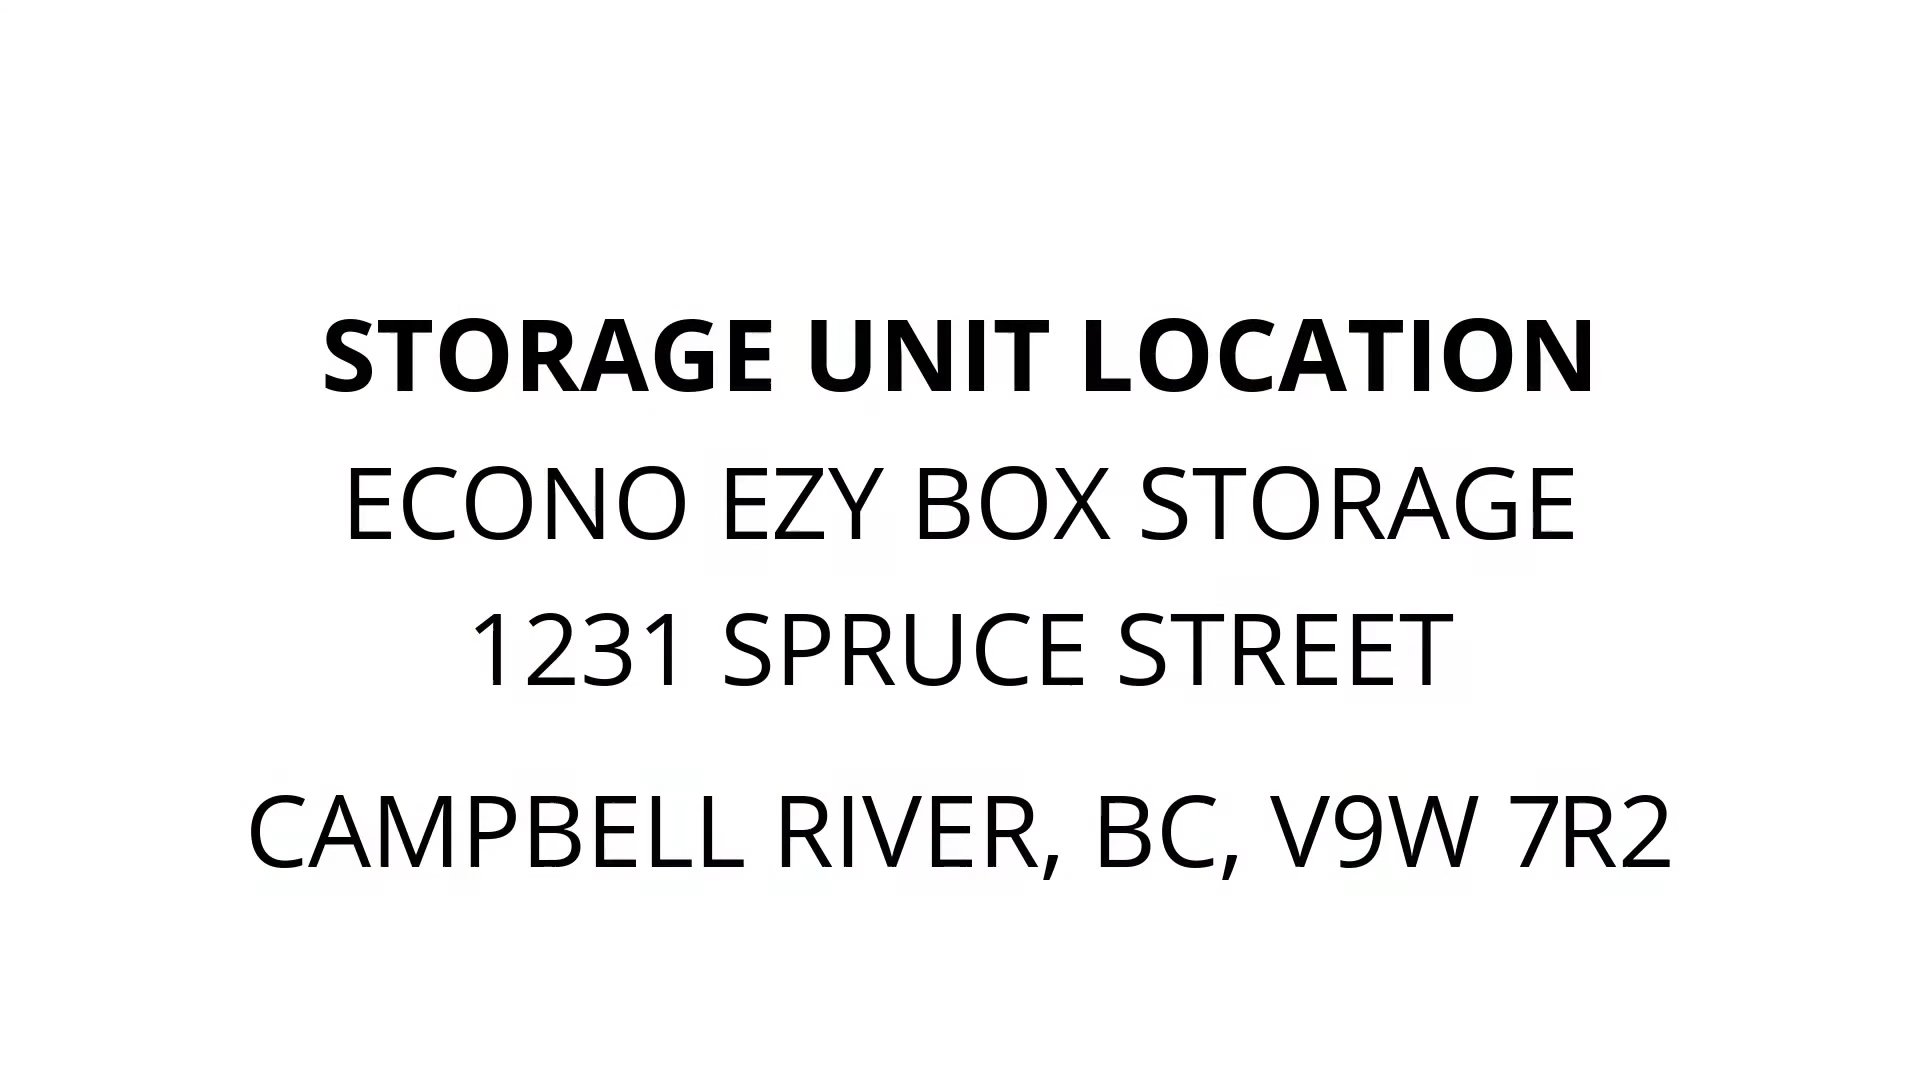 STORAGE UNIT LOCATION
ECONO EZY BOX STORAGE
1231 SPRUCE STREET
CAMPBELL RIVER, BC, V9W 7R2